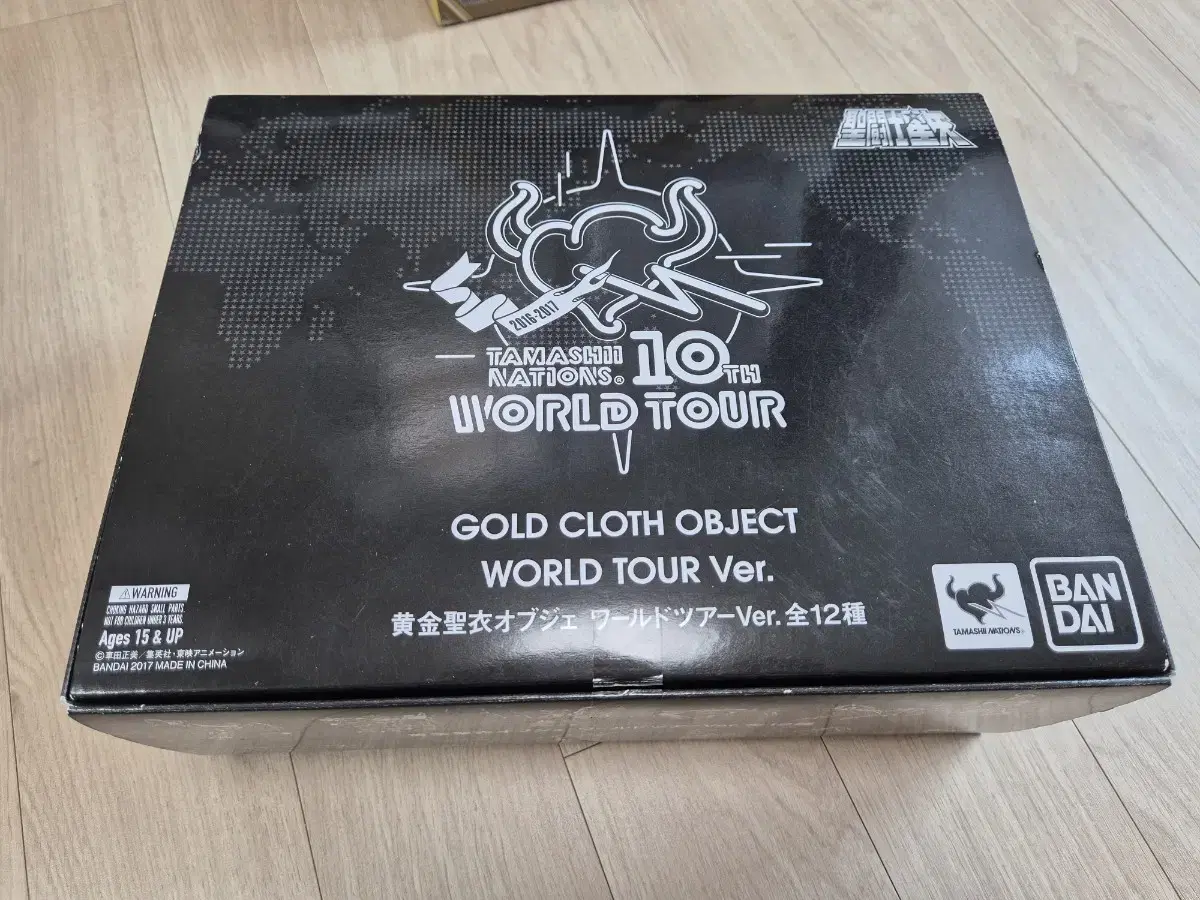 聖闘士星矢
2016-2017
TAMASHII
NATIONS® 10TH
WORLD TOUR
GOLD CLOTH OBJECT
WORLD TOUR Ver.
黄金聖衣オブジェ ワールドツアーVer. 全12種
⚠WARNING
CHOKING HAZARD SMALL PARTS.
NOT FOR CHILDREN UNDER 3 YEARS.
Ages 15 & UP
©車田正美／集英社・東映アニメーション
BANDAI 2017 MADE IN CHINA
TAMASHII NATIONS®
BAN
DAI